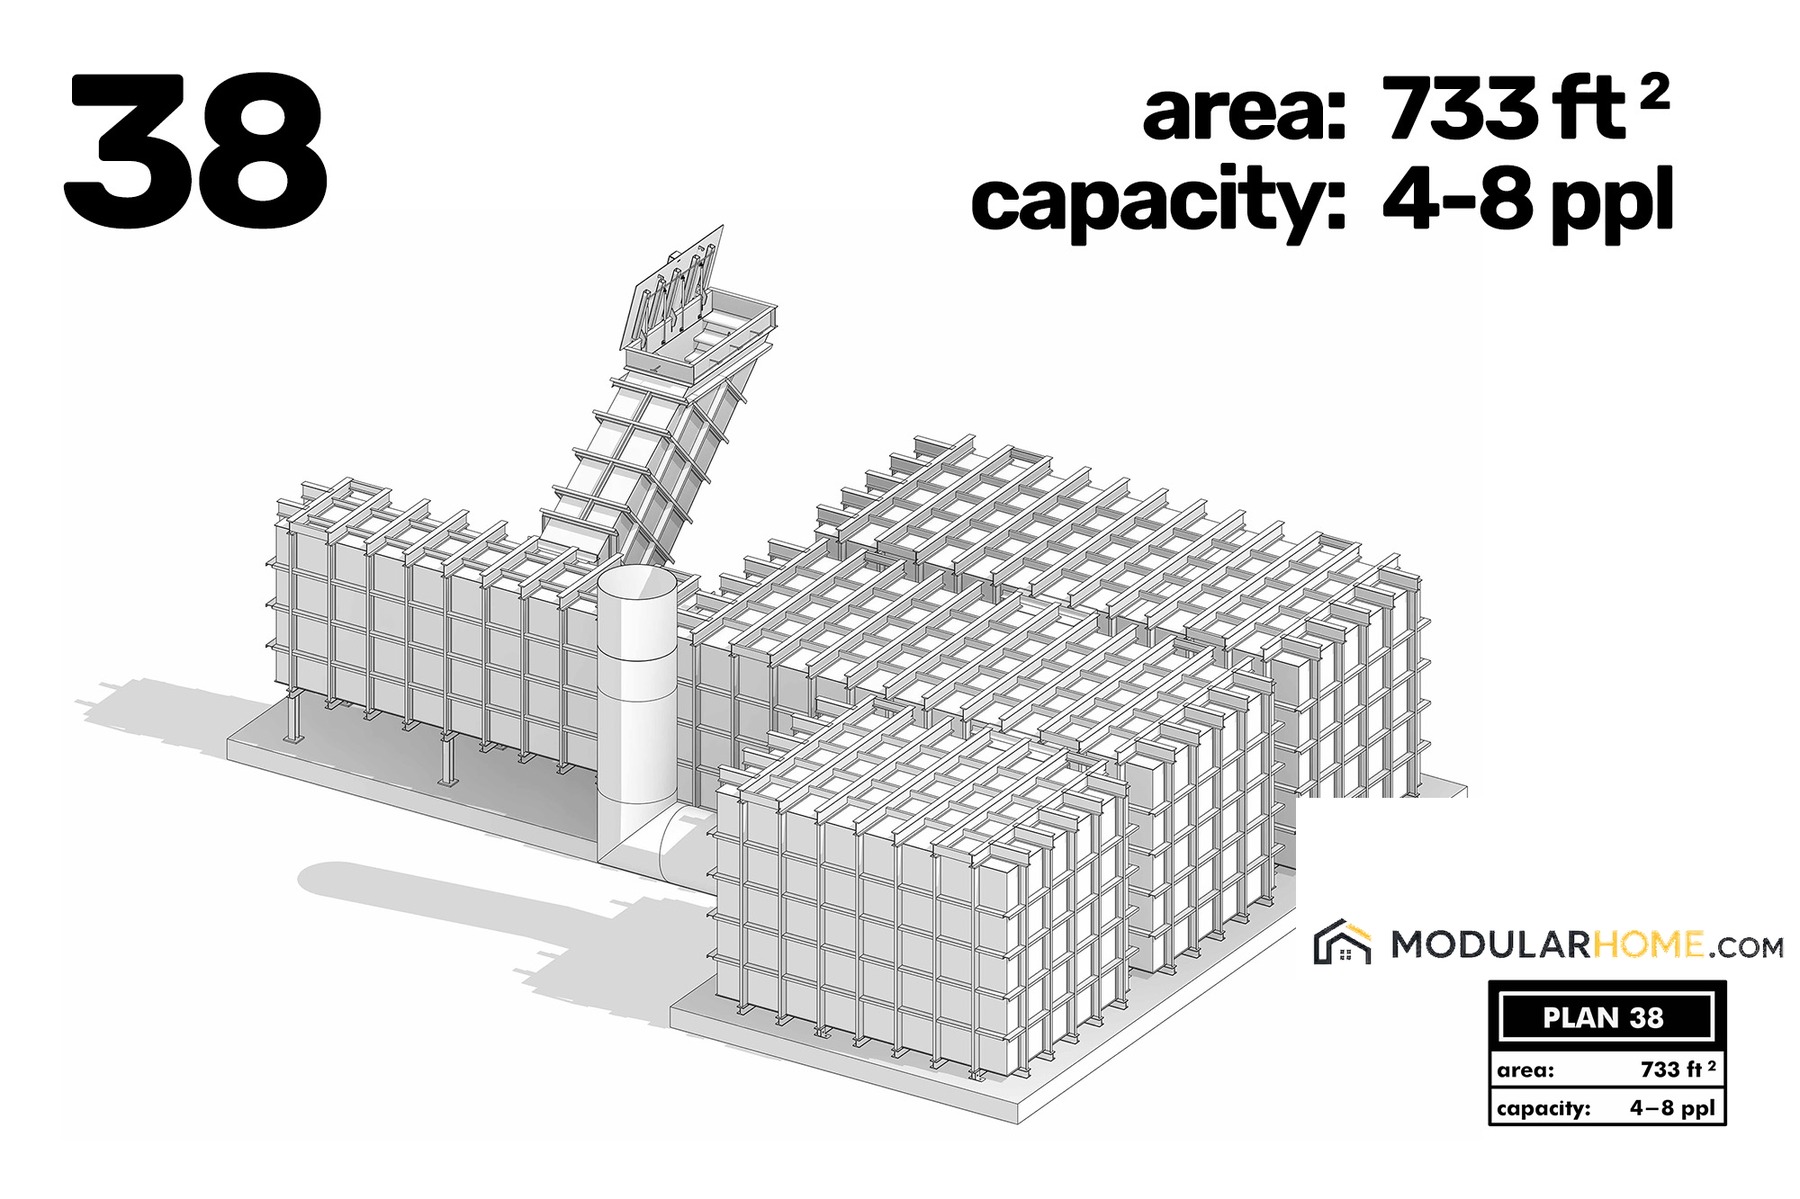 38
area: 733 ft²
capacity: 4-8 ppl
MODULARHOME.COM
PLAN 38
area: 733 ft²
capacity: 4–8 ppl